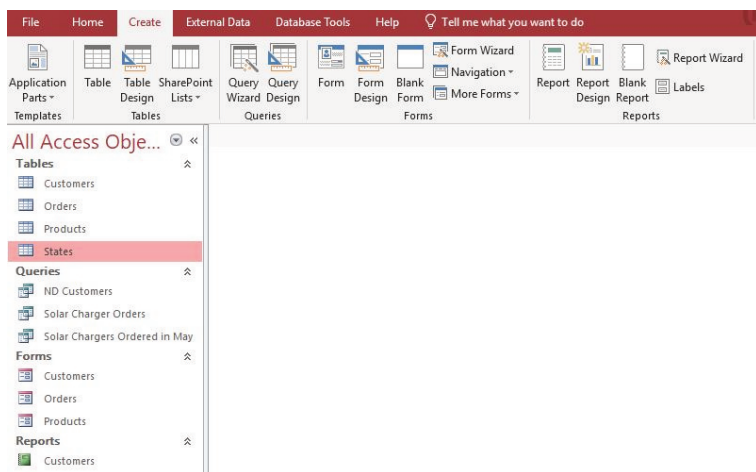 File Home Create External Data Database Tools Help Tell me what you want to do
Application Parts
Table
Table Design
SharePoint Lists
Query Wizard
Query Design
Form
Form Design
Blank Form
Form Wizard
Navigation
More Forms
Report
Report Design
Blank Report
Report Wizard
Labels
Templates Tables Queries Forms Reports
All Access Obje...
Tables
Customers
Orders
Products
States
Queries
ND Customers
Solar Charger Orders
Solar Chargers Ordered in May
Forms
Customers
Orders
Products
Reports
Customers